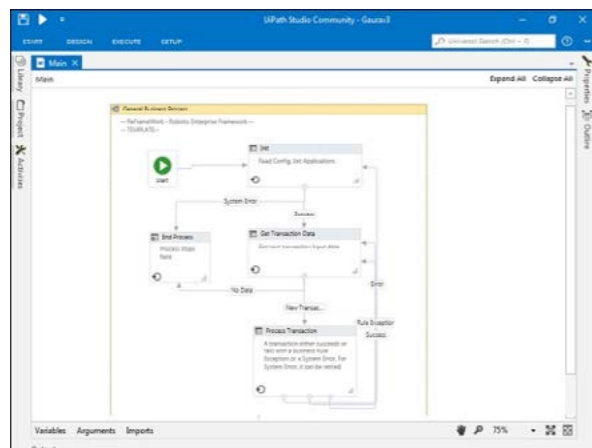 UiPath Studio Community - Gaurav3
START DESIGN EXECUTE SETUP
Universal Search (Ctrl + F)
Main
Main
Expand All Collapse All
Library
Project
Activities
Properties
Outline
General Business Process
--- ReFrameWork - Robotic Enterprise Framework ---
-- TEMPLATE--
Start
Init
Read Config, Init Applications.
System Error
Success
End Process
Process stops
here
Get Transaction Data
Get next transaction input data.
No Data
Error
New Transac...
Rule Exception
Success
Process Transaction
A transaction either succeeds or
fails with a business Rule
Exception or a System Error. For
System Error, it can be retried
Variables Arguments Imports
75%
Output